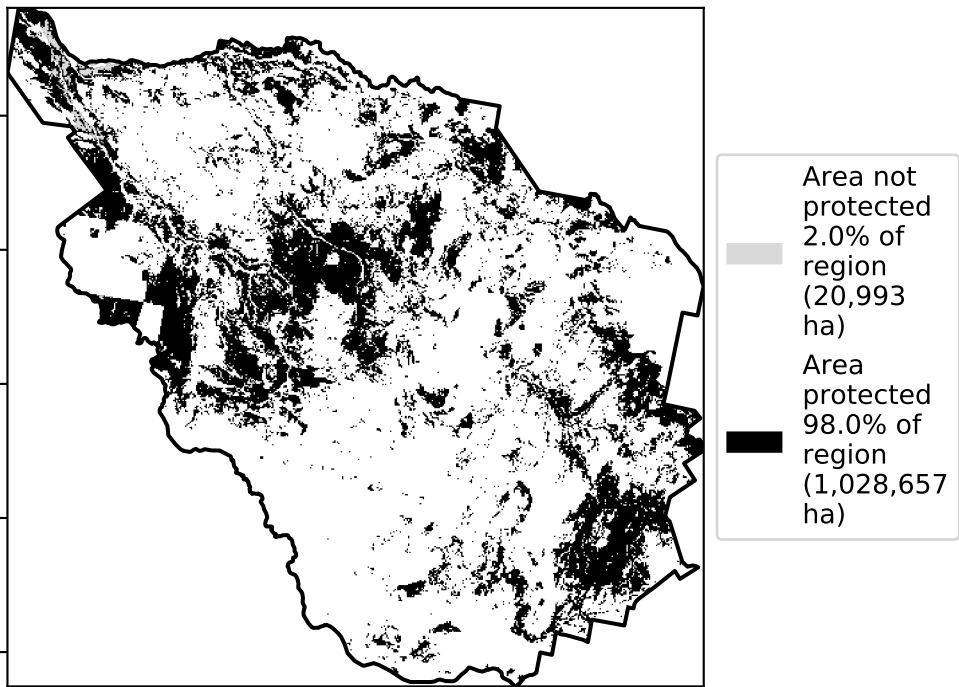 Area not
protected
2.0% of
region
(20,993
ha)
Area
protected
98.0% of
region
(1,028,657
ha)